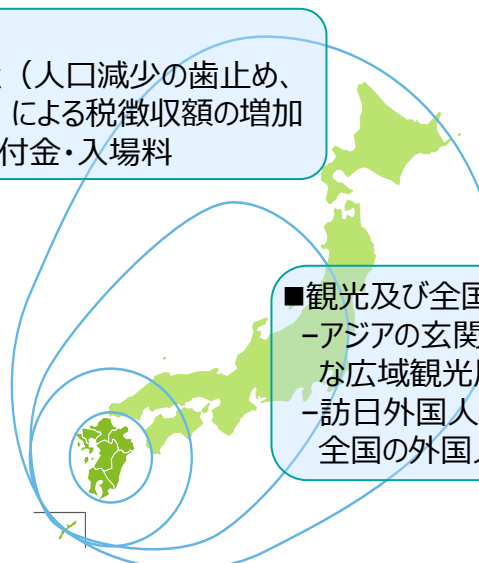 （人口減少の歯止め、
による税徴収額の増加
付金・入場料
■観光及び全国
−アジアの玄関
な広域観光
−訪日外国人
全国の外国